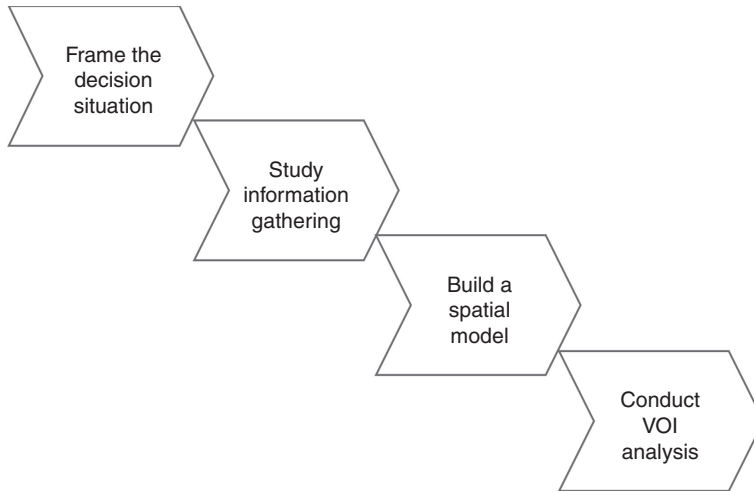 Frame the
decision
situation
Study
information
gathering
Build a
spatial
model
Conduct
VOI
analysis